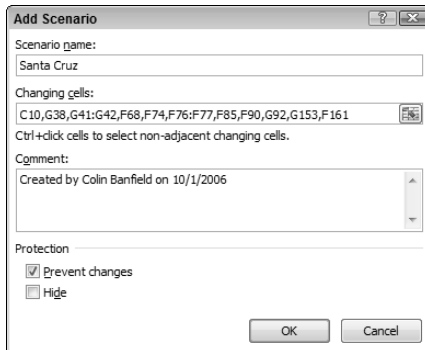 Add Scenario
Scenario name:
Santa Cruz
Changing cells:
C10,G38,G41:G42,F68,F74,F76:F77,F85,F90,G92,G153,F161
Ctrl+click cells to select non-adjacent changing cells.
Comment:
Created by Colin Banfield on 10/1/2006
Protection
Prevent changes
Hide
OK Cancel